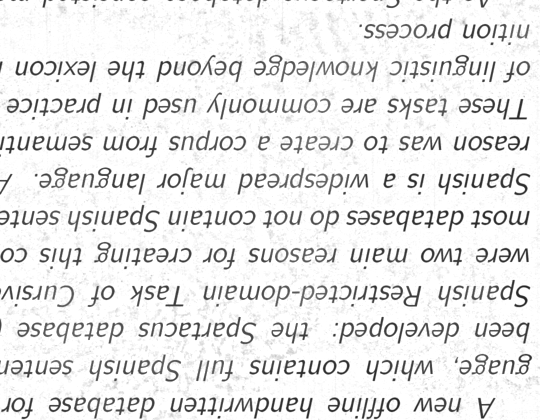 A new offline handwritten database for
guage, which contains full Spanish senten
been developed: the Spartacus database (
Spanish Restricted-domain Task of Cursiv
were two main reasons for creating this co
most databases do not contain Spanish sente
Spanish is a widespread major language. A
reason was to create a corpus from semanti
These tasks are commonly used in practice
of linguistic knowledge beyond the lexicon
nition process.
As the Spartacus database consisted